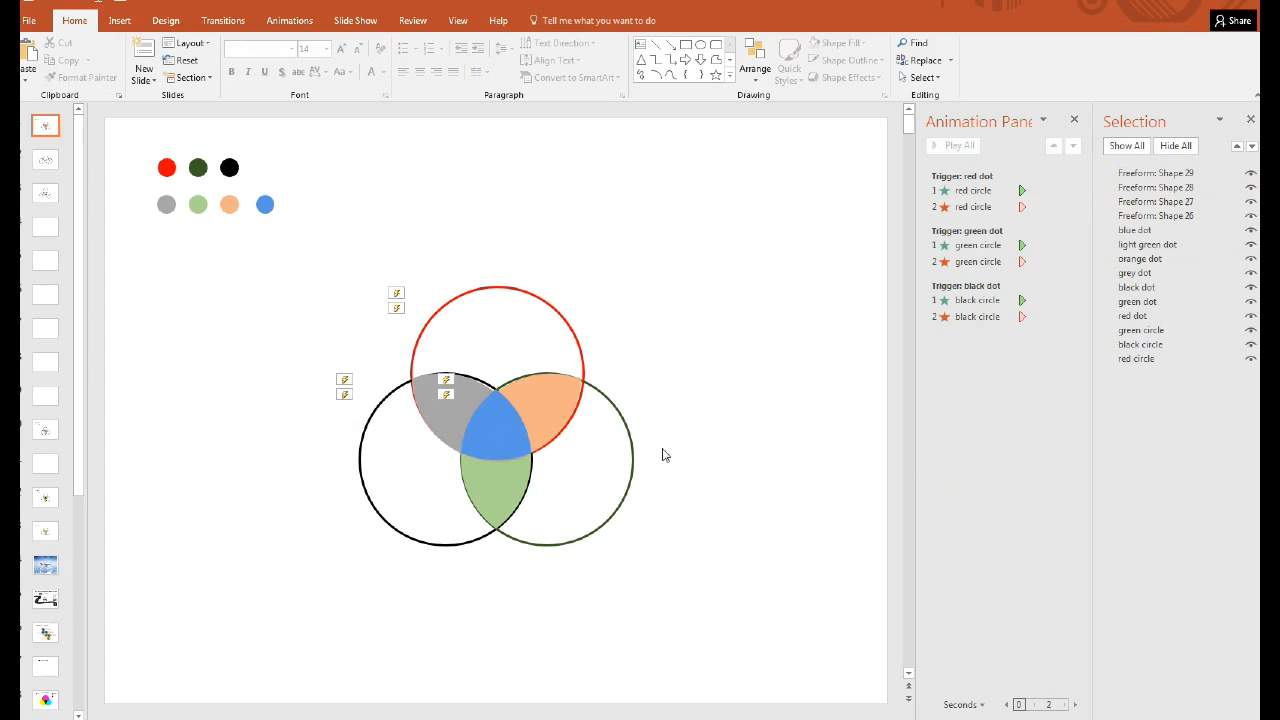 File Home Insert Design Transitions Animations Slide Show Review View Help Tell me what you want to do Share
Cut Layout 14 Text Direction Shape Fill Find
Copy Reset Align Text Shape Outline Replace
aste Format Painter New Slide Section B I U S abc AV Aa A Convert to SmartArt Arrange Quick Styles Shape Effects Select
Clipboard Slides Font Paragraph Drawing Editing
Animation Pane
Play All
Trigger: red dot
1 red circle
2 red circle
Trigger: green dot
1 green circle
2 green circle
Trigger: black dot
1 black circle
2 black circle
Seconds 0 2
Selection
Show All Hide All
Freeform: Shape 29
Freeform: Shape 28
Freeform: Shape 27
Freeform: Shape 26
blue dot
light green dot
orange dot
grey dot
black dot
green dot
red dot
green circle
black circle
red circle